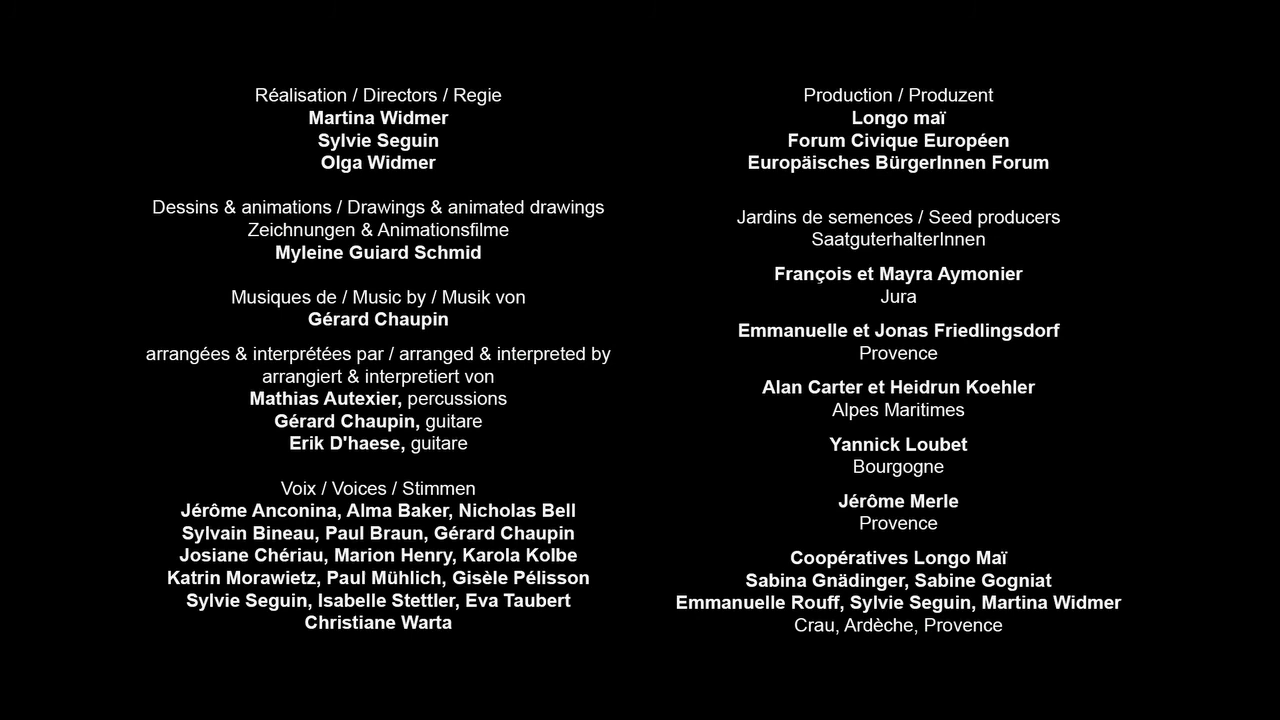 Réalisation / Directors / Regie
Martina Widmer
Sylvie Seguin
Olga Widmer
Dessins & animations / Drawings & animated drawings
Zeichnungen & Animationsfilme
Myleine Guiard Schmid
Musiques de / Music by / Musik von
Gérard Chaupin
arrangées & interprétées par / arranged & interpreted by
arrangiert & interpretiert von
Mathias Autexier, percussions
Gérard Chaupin, guitare
Erik D'haese, guitare
Voix / Voices / Stimmen
Jérôme Anconina, Alma Baker, Nicholas Bell
Sylvain Bineau, Paul Braun, Gérard Chaupin
Josiane Chériau, Marion Henry, Karola Kolbe
Katrin Morawietz, Paul Mühlich, Gisèle Pélisson
Sylvie Seguin, Isabelle Stettler, Eva Taubert
Christiane Warta
Production / Produzent
Longo maï
Forum Civique Européen
Europäisches BürgerInnen Forum
Jardins de semences / Seed producers
SaatguterhalterInnen
François et Mayra Aymonier
Jura
Emmanuelle et Jonas Friedlingsdorf
Provence
Alan Carter et Heidrun Koehler
Alpes Maritimes
Yannick Loubet
Bourgogne
Jérôme Merle
Provence
Coopératives Longo Maï
Sabina Gnädinger, Sabine Gogniat
Emmanuelle Rouff, Sylvie Seguin, Martina Widmer
Crau, Ardèche, Provence